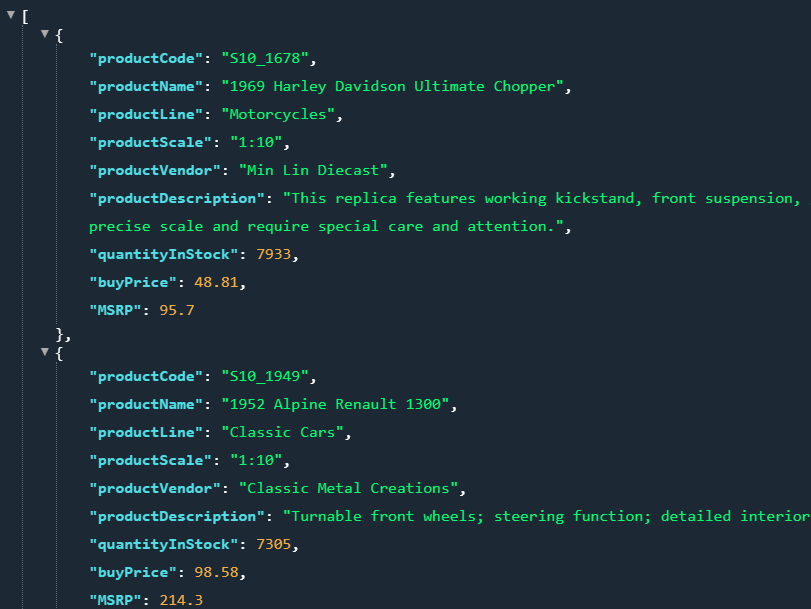 [
{
"productCode": "S10_1678",
"productName": "1969 Harley Davidson Ultimate Chopper",
"productLine": "Motorcycles",
"productScale": "1:10",
"productVendor": "Min Lin Diecast",
"productDescription": "This replica features working kickstand, front suspension,
precise scale and require special care and attention.",
"quantityInStock": 7933,
"buyPrice": 48.81,
"MSRP": 95.7
},
{
"productCode": "S10_1949",
"productName": "1952 Alpine Renault 1300",
"productLine": "Classic Cars",
"productScale": "1:10",
"productVendor": "Classic Metal Creations",
"productDescription": "Turnable front wheels; steering function; detailed interior
"quantityInStock": 7305,
"buyPrice": 98.58,
"MSRP": 214.3